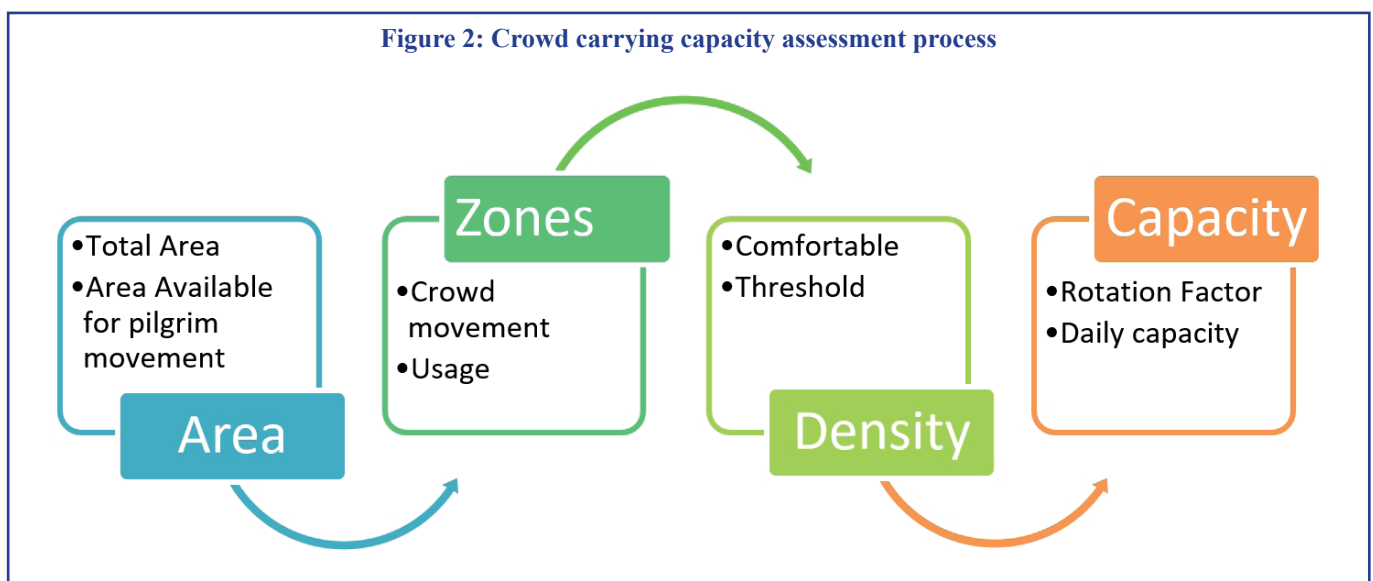 Figure 2: Crowd carrying capacity assessment process
•Total Area
•Area Available
for pilgrim
movement
Area
Zones
•Crowd
movement
•Usage
•Comfortable
•Threshold
Density
Capacity
•Rotation Factor
•Daily capacity